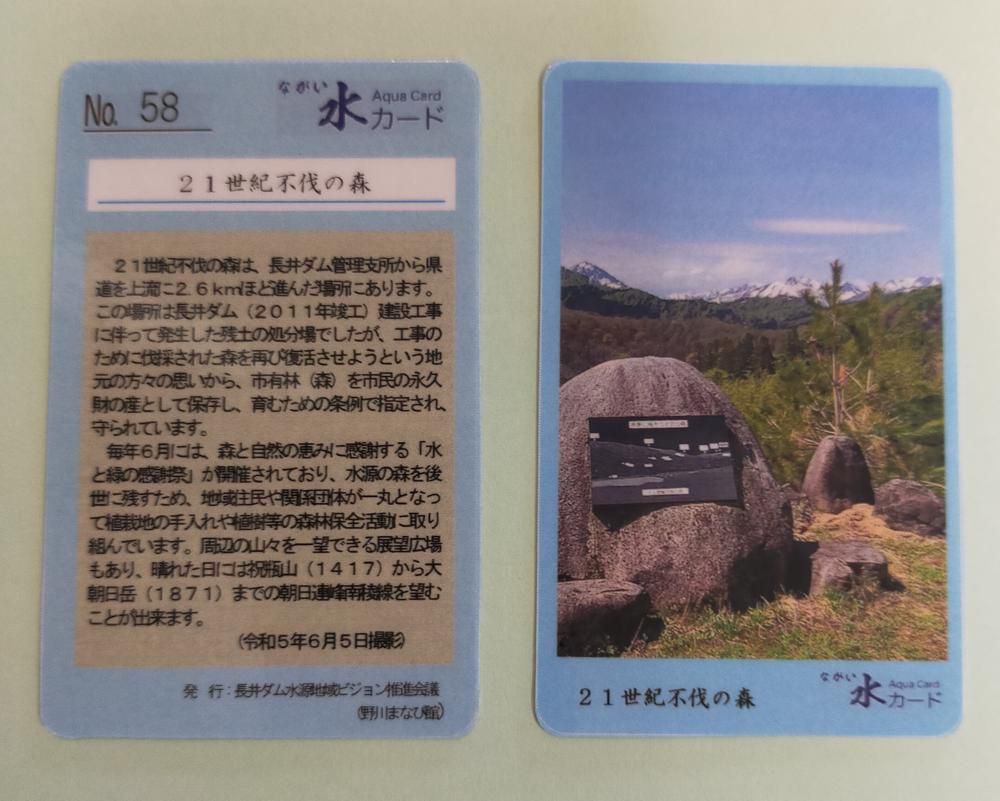 No. 58
ながい
水
Aqua Card
カード
21世紀不伐の森
21世紀不伐の森は、長井ダム管理支所から県
道を上流に2.6kmほど進んだ場所にあります。
この場所は長井ダム（2011年竣工）建設工事
に伴って発生した残土の処分場でしたが、工事の
ために伐採された森を再び復活させようという地
元の方々の思いから、市有林（森）を市民の永久
財の産として保存し、育むための条例で指定され、
守られています。
毎年6月には、森と自然の恵みに感謝する「水
と緑の感謝祭」が開催されており、水源の森を後
世に残すため、地域住民や関係団体が一丸となっ
て植栽地の手入れや植樹等の森林保全活動に取り
組んでいます。周辺の山々を一望できる展望広場
もあり、晴れた日には祝瓶山（1417）から大
朝日岳（1871）までの朝日連峰南稜線を望む
ことが出来ます。
（令和5年6月5日撮影）
発 行：長井ダム水源地域ビジョン推進会議
（野川まなび館）
21世紀不伐の森
ながい
水
Aqua Card
カード